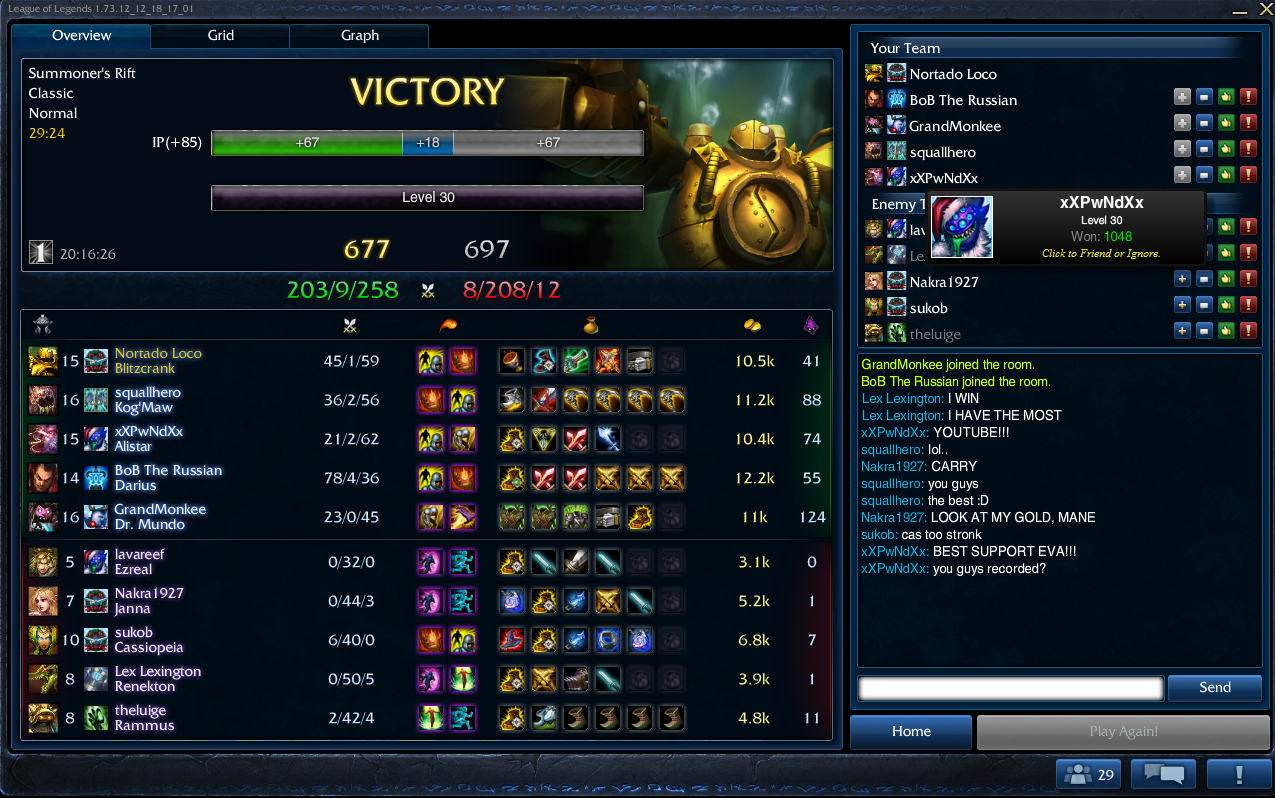 League of Legends 1.73.12_12_18_17_01
Overview
Grid
Graph
Summoner's Rift
Classic
Normal
29:24
VICTORY
IP(+85)
+67
+18
+67
Level 30
1
20:16:26
677
697
203/9/258
8/208/12
15
Nortado Loco
Blitzcrank
45/1/59
10.5k
41
16
squallhero
Kog'Maw
36/2/56
11.2k
88
15
xXPwNdXx
Alistar
21/2/62
10.4k
74
14
BoB The Russian
Darius
78/4/36
12.2k
55
16
GrandMonkee
Dr. Mundo
23/0/45
11k
124
5
lavareef
Ezreal
0/32/0
3.1k
0
7
Nakra1927
Janna
0/44/3
5.2k
1
10
sukob
Cassiopeia
6/40/0
6.8k
7
8
Lex Lexington
Renekton
0/50/5
3.9k
1
8
theluige
Rammus
2/42/4
4.8k
11
Your Team
Nortado Loco
BoB The Russian
GrandMonkee
squallhero
xXPwNdXx
Enemy T
lav
Le
Nakra1927
sukob
theluige
xXPwNdXx
Level 30
Won: 1048
Click to Friend or Ignore.
GrandMonkee joined the room.
BoB The Russian joined the room.
Lex Lexington: I WIN
Lex Lexington: I HAVE THE MOST
xXPwNdXx: YOUTUBE!!!
squallhero: lol..
Nakra1927: CARRY
squallhero: you guys
squallhero: the best :D
Nakra1927: LOOK AT MY GOLD, MANE
sukob: cas too stronk
xXPwNdXx: BEST SUPPORT EVA!!!
xXPwNdXx: you guys recorded?
Send
Home
Play Again!
29